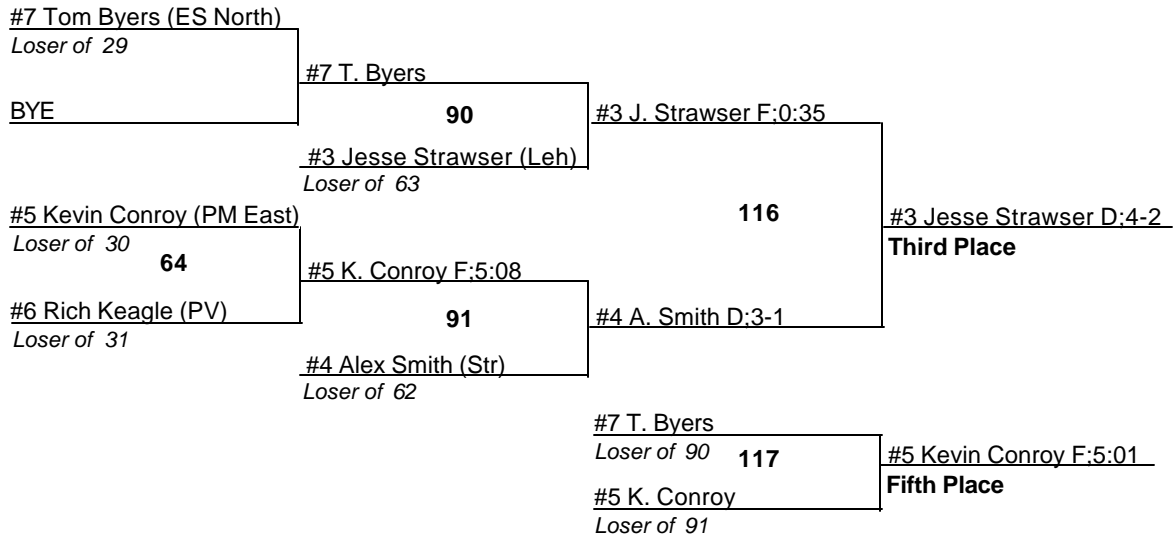 #7 Tom Byers (ES North)
Loser of 29
#7 T. Byers
BYE
90
#3 J. Strawser F;0:35
#3 Jesse Strawser (Leh)
Loser of 63
#5 Kevin Conroy (PM East)
Loser of 30
64
116
#3 Jesse Strawser D;4-2
Third Place
#5 K. Conroy F;5:08
#6 Rich Keagle (PV)
Loser of 31
91
#4 A. Smith D;3-1
#4 Alex Smith (Str)
Loser of 62
#7 T. Byers
Loser of 90
117
#5 Kevin Conroy F;5:01
Fifth Place
#5 K. Conroy
Loser of 91